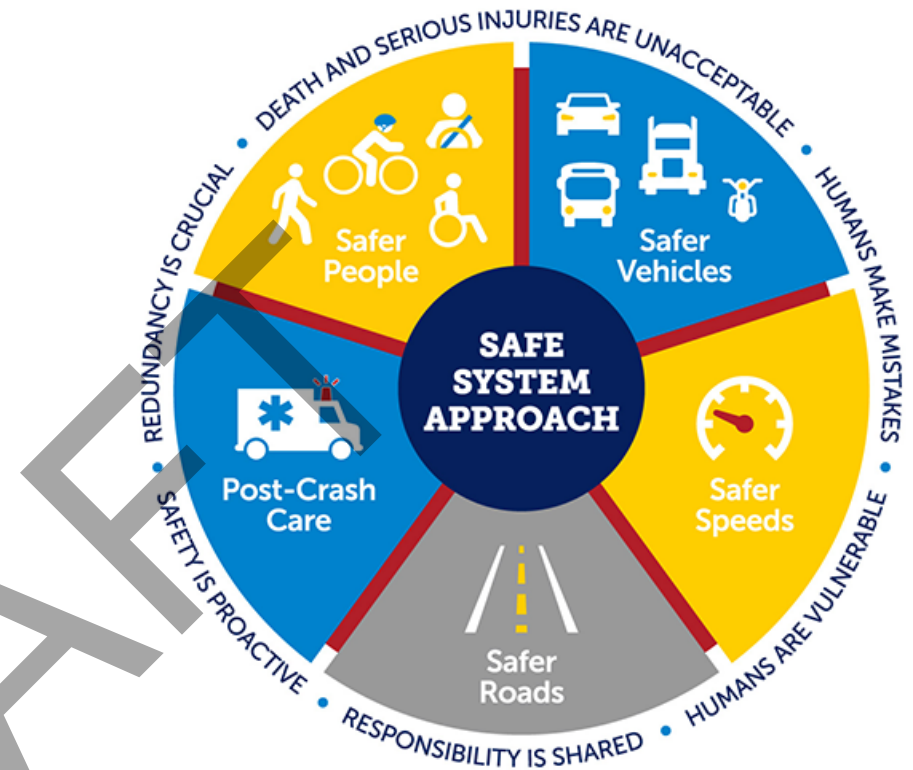 DEATH AND SERIOUS INJURIES ARE UNACCEPTABLE
HUMANS MAKE MISTAKES
HUMANS ARE VULNERABLE
RESPONSIBILITY IS SHARED
SAFETY IS PROACTIVE
REDUNDANCY IS CRUCIAL
Safer
People
Safer
Vehicles
SAFE
SYSTEM
APPROACH
Post-Crash
Care
Safer
Speeds
Safer
Roads
AFT